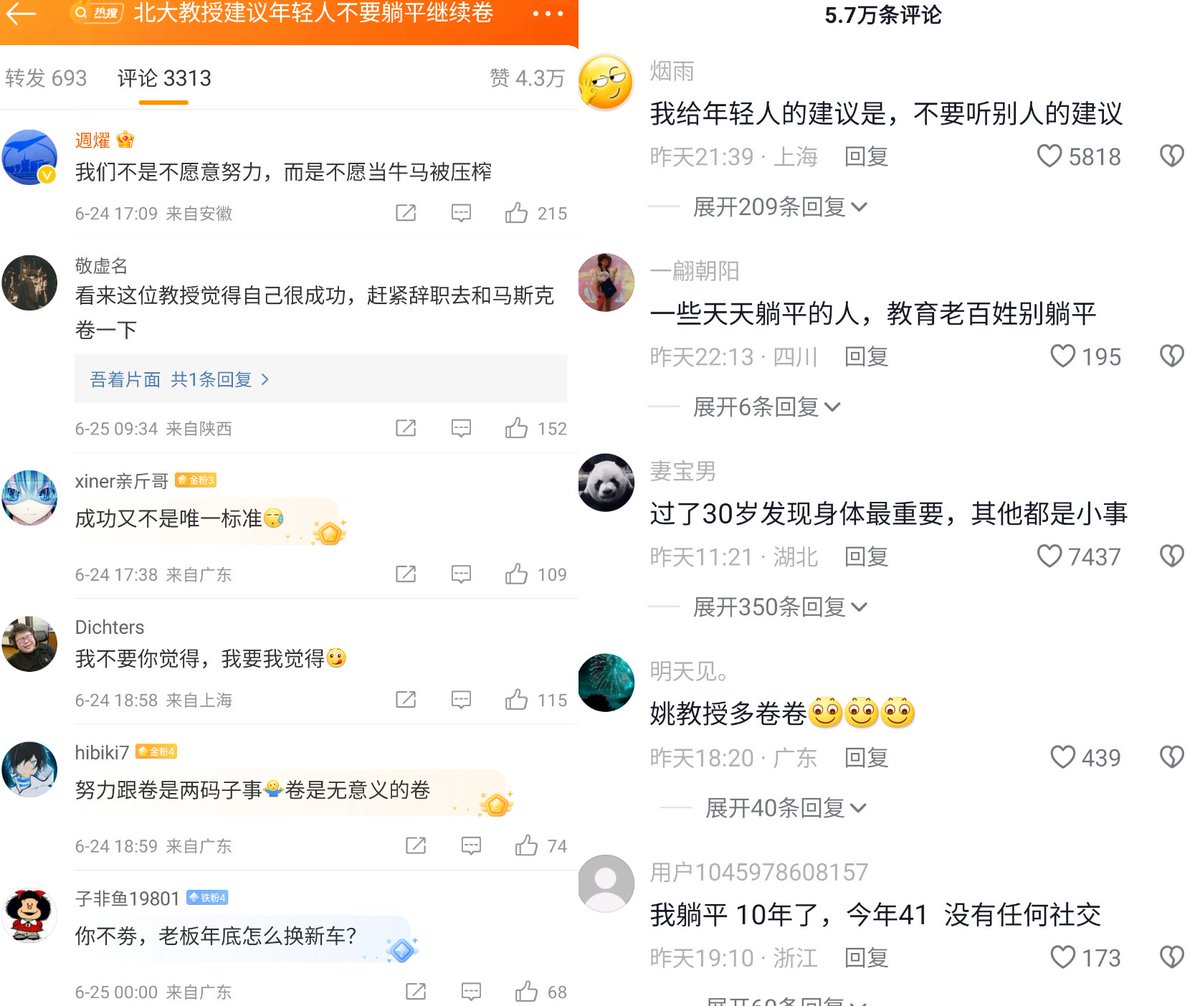 热搜 北大教授建议年轻人不要躺平继续卷
转发 693 评论 3313 赞 4.3万
週燿
我们不是不愿意努力，而是不愿当牛马被压榨
6-24 17:09 来自安徽 215
敬虚名
看来这位教授觉得自己很成功，赶紧辞职去和马斯克
卷一下
吾着片面 共1条回复
6-25 09:34 来自陕西 152
xiner亲斤哥 金粉3
成功又不是唯一标准
6-24 17:38 来自广东 109
Dichters
我不要你觉得，我要我觉得
6-24 18:58 来自上海 115
hibiki7 金粉4
努力跟卷是两码子事 卷是无意义的卷
6-24 18:59 来自广东 74
子非鱼19801 铁粉4
你不劵，老板年底怎么换新车?
6-25 00:00 来自广东 68
5.7万条评论
烟雨
我给年轻人的建议是，不要听别人的建议
昨天21:39 · 上海 回复 5818
展开209条回复
一翩朝阳
一些天天躺平的人，教育老百姓别躺平
昨天22:13 · 四川 回复 195
展开6条回复
妻宝男
过了30岁发现身体最重要，其他都是小事
昨天11:21 · 湖北 回复 7437
展开350条回复
明天见。
姚教授多卷卷
昨天18:20 · 广东 回复 439
展开40条回复
用户1045978608157
我躺平 10年了，今年41 没有任何社交
昨天19:10 · 浙江 回复 173